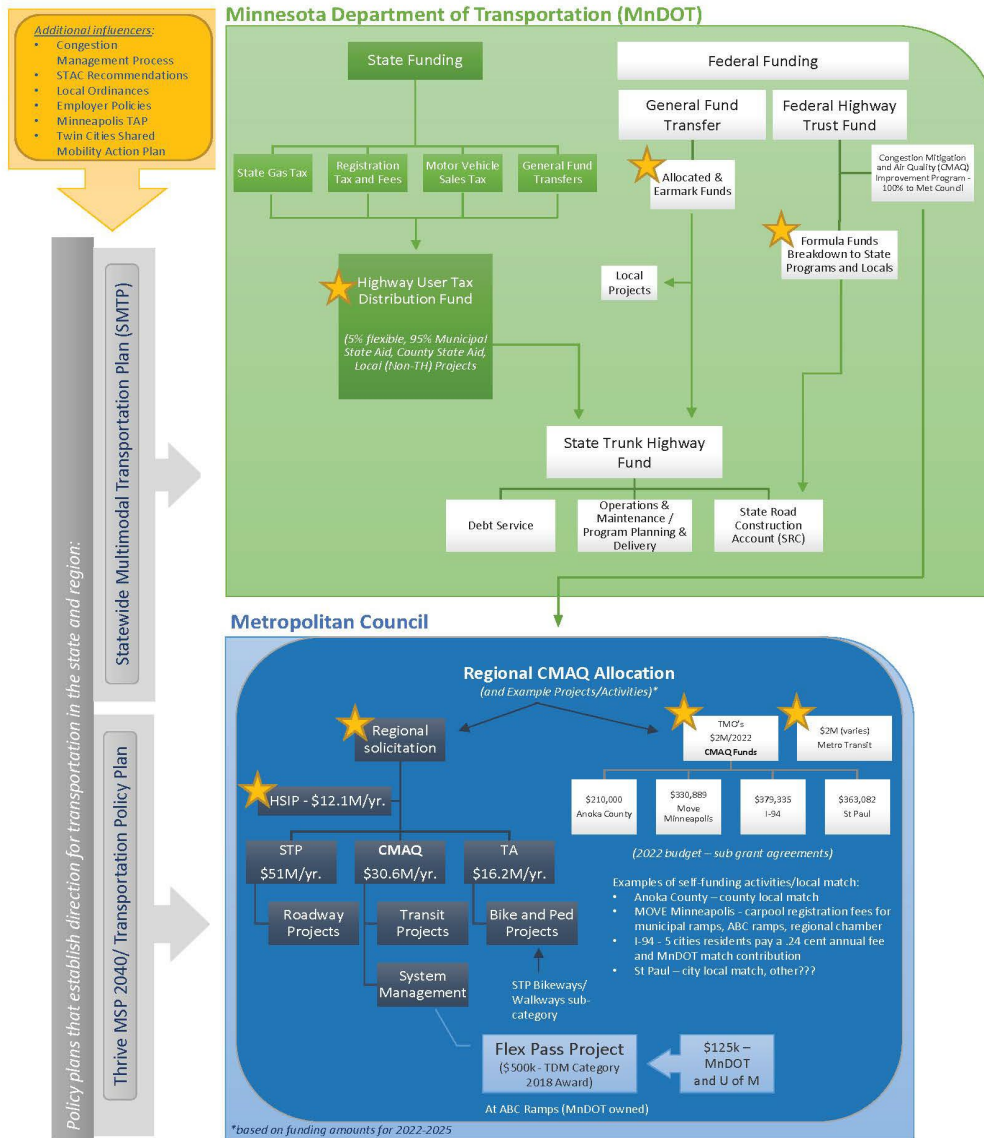 Minnesota Department of Transportation (MnDOT)
Additional influencers:
• Congestion
Management Process
• STAC Recommendations
• Local Ordinances
• Employer Policies
• Minneapolis TAP
• Twin Cities Shared
Mobility Action Plan
State Funding
Federal Funding
General Fund
Transfer
Federal Highway
Trust Fund
State Gas Tax
Registration
Tax and Fees
Motor Vehicle
Sales Tax
General Fund
Transfers
Allocated &
Earmark Funds
Congestion Mitigation
and Air Quality (CMAQ)
Improvement Program -
100% to Met Council
Formula Funds
Breakdown to State
Programs and Locals
Local
Projects
Highway User Tax
Distribution Fund
(5% flexible, 95% Municipal
State Aid, County State Aid,
Local (Non-TH) Projects
State Trunk Highway
Fund
Debt Service
Operations &
Maintenance /
Program Planning &
Delivery
State Road
Construction
Account (SRC)
Policy plans that establish direction for transportation in the state and region:
Statewide Multimodal Transportation Plan (SMTP)
Thrive MSP 2040/ Transportation Policy Plan
Metropolitan Council
Regional CMAQ Allocation
(and Example Projects/Activities)*
Regional
solicitation
HSIP - $12.1M/yr.
STP
$51M/yr.
CMAQ
$30.6M/yr.
TA
$16.2M/yr.
Roadway
Projects
Transit
Projects
Bike and Ped
Projects
System
Management
STP Bikeways/
Walkways sub-
category
TMO's
$2M/2022
CMAQ Funds
$2M (varies)
Metro Transit
$210,000
Anoka County
$330,889
Move
Minneapolis
$379,335
I-94
$363,082
St Paul
(2022 budget – sub grant agreements)
Examples of self-funding activities/local match:
• Anoka County – county local match
• MOVE Minneapolis - carpool registration fees for
municipal ramps, ABC ramps, regional chamber
• I-94 - 5 cities residents pay a .24 cent annual fee
and MnDOT match contribution
• St Paul – city local match, other???
Flex Pass Project
($500k - TDM Category
2018 Award)
$125k –
MnDOT
and U of M
At ABC Ramps (MnDOT owned)
*based on funding amounts for 2022-2025